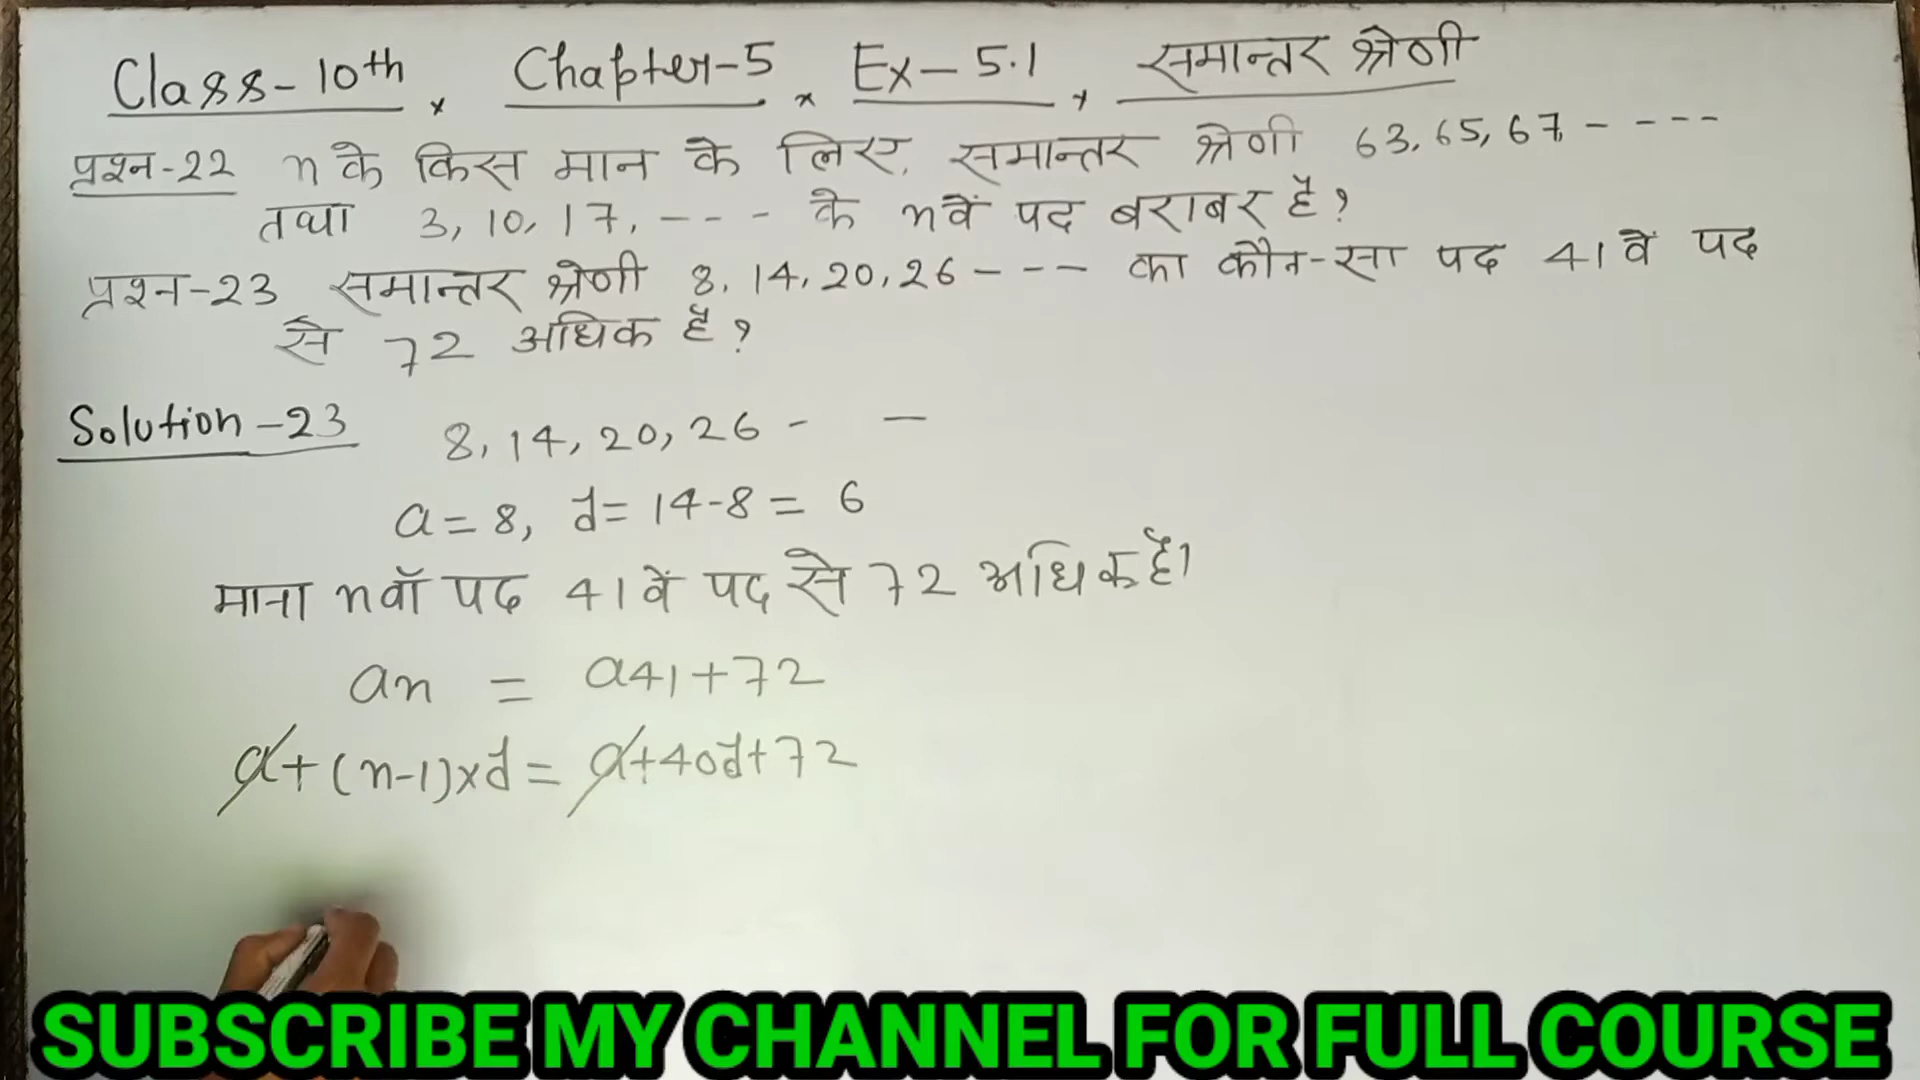 Class-10th, Chapter-5, Ex-5.1, समान्तर श्रेणी
प्रश्न-22 n के किस मान के लिए, समान्तर श्रेणी 63, 65, 67, - - - -
तथा 3, 10, 17, - - - के nवें पद बराबर है?
प्रश्न-23 समान्तर श्रेणी 8, 14, 20, 26 - - - का कौन-सा पद 41वें पद
से 72 अधिक है?
Solution-23 8, 14, 20, 26 - -
a = 8, d = 14-8 = 6
माना nवाँ पद 41वें पद से 72 अधिक है।
an = a41+72
a+(n-1)xd = a+40d+72
SUBSCRIBE MY CHANNEL FOR FULL COURSE